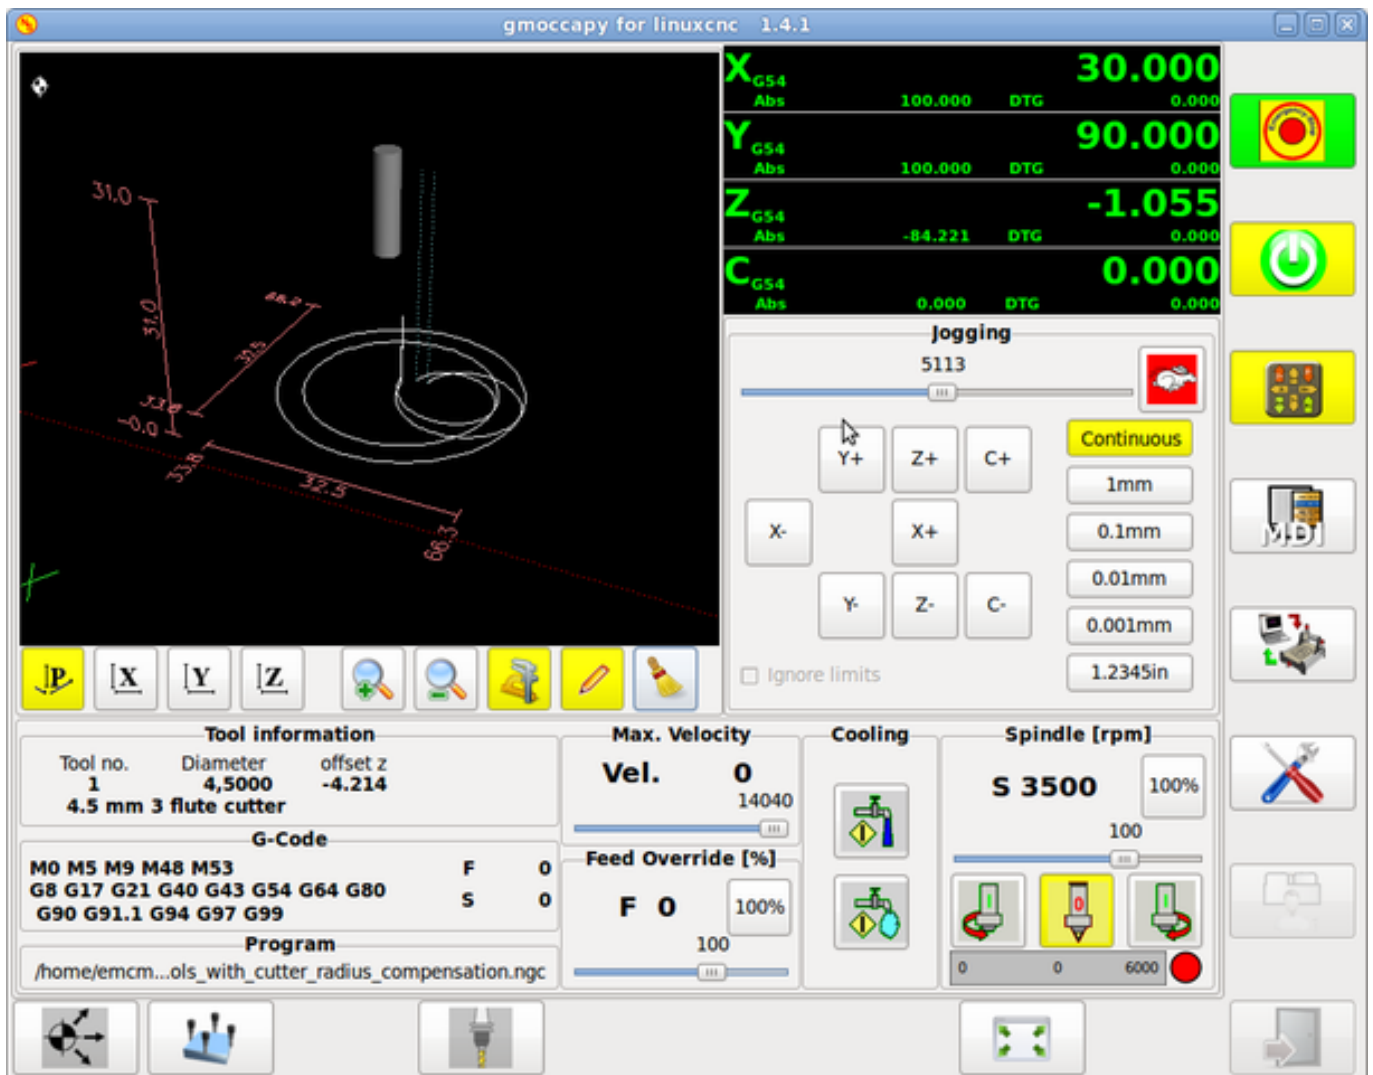 gmoccapy for linuxcnc 1.4.1
X G54 30.000
Abs 100.000 DTG 0.000
Y G54 90.000
Abs 100.000 DTG 0.000
Z G54 -1.055
Abs -84.221 DTG 0.000
C G54 0.000
Abs 0.000 DTG 0.000
31.0
31.0
33.8
-0.0
33.8
32.5
66.3
Jogging
5113
Y+ Z+ C+
X- X+
Y- Z- C-
Continuous
1mm
0.1mm
0.01mm
0.001mm
1.2345in
Ignore limits
MDI
P X Y Z
Tool information
Tool no. Diameter offset z
1 4,5000 -4.214
4.5 mm 3 flute cutter
G-Code
M0 M5 M9 M48 M53
G8 G17 G21 G40 G43 G54 G64 G80
G90 G91.1 G94 G97 G99
F 0
S 0
Program
/home/emcm...ols_with_cutter_radius_compensation.ngc
Max. Velocity
Vel. 0
14040
Feed Override [%]
F 0 100%
100
Cooling
Spindle [rpm]
S 3500 100%
100
0
0 0 6000